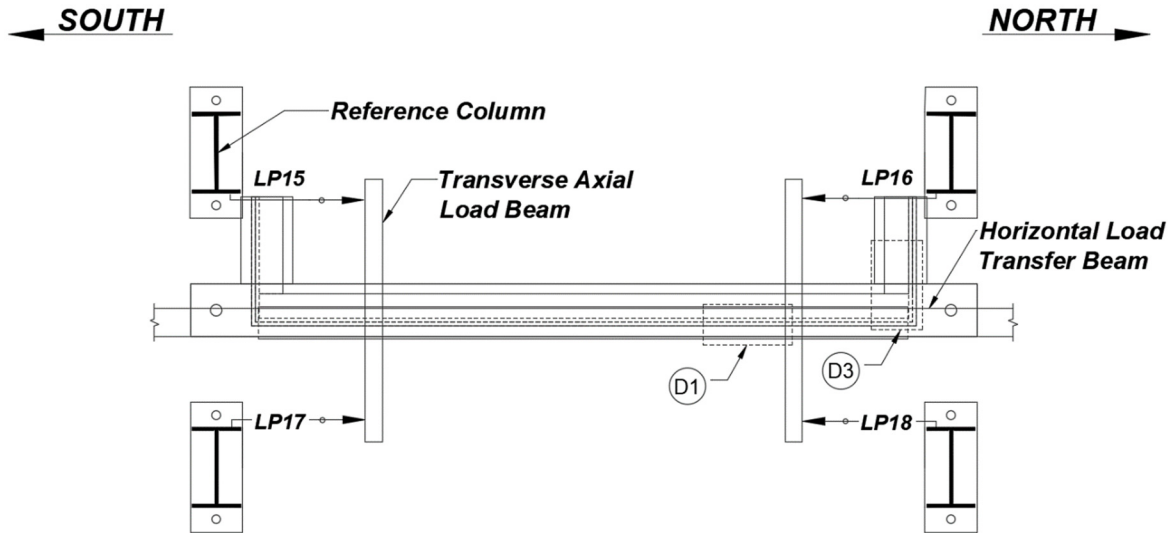 SOUTH
NORTH
Reference Column
LP15
Transverse Axial
Load Beam
LP16
Horizontal Load
Transfer Beam
D1
D3
LP17
LP18